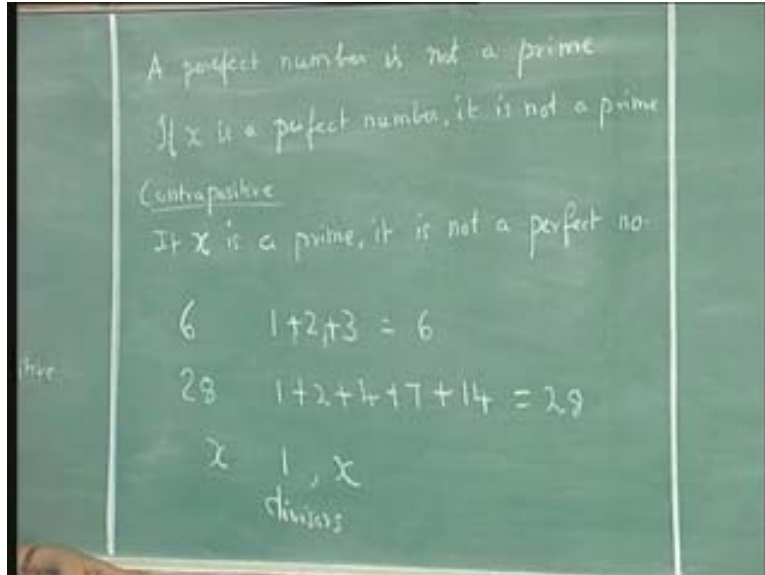 A perfect number is not a prime
If x is a perfect number, it is not a prime
Contrapositive
If x is a prime, it is not a perfect no.
6 1+2+3 = 6
28 1+2+4+7+14 = 28
x 1, x
divisors
itive